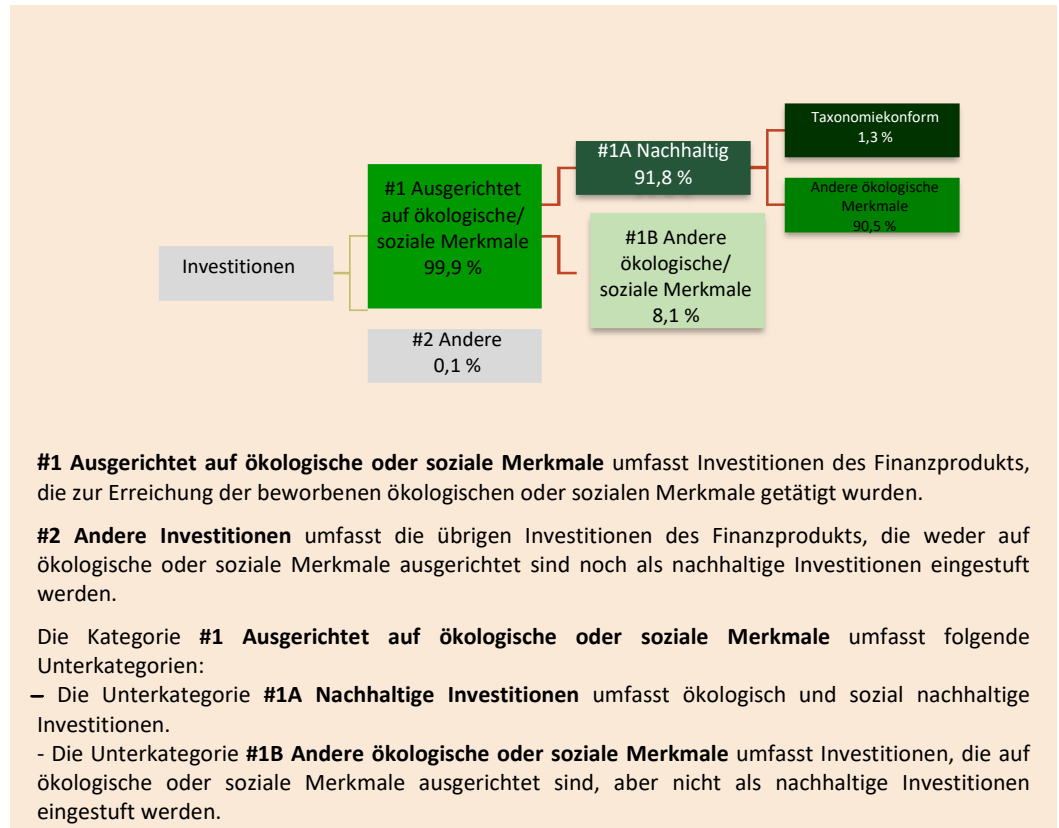 Investitionen
#1 Ausgerichtet
auf ökologische/
soziale Merkmale
99,9 %
#2 Andere
0,1 %
#1A Nachhaltig
91,8 %
#1B Andere
ökologische/
soziale Merkmale
8,1 %
Taxonomiekonform
1,3 %
Andere ökologische
Merkmale
90,5 %
#1 Ausgerichtet auf ökologische oder soziale Merkmale umfasst Investitionen des Finanzprodukts,
die zur Erreichung der beworbenen ökologischen oder sozialen Merkmale getätigt wurden.
#2 Andere Investitionen umfasst die übrigen Investitionen des Finanzprodukts, die weder auf
ökologische oder soziale Merkmale ausgerichtet sind noch als nachhaltige Investitionen eingestuft
werden.
Die Kategorie #1 Ausgerichtet auf ökologische oder soziale Merkmale umfasst folgende
Unterkategorien:
– Die Unterkategorie #1A Nachhaltige Investitionen umfasst ökologisch und sozial nachhaltige
Investitionen.
- Die Unterkategorie #1B Andere ökologische oder soziale Merkmale umfasst Investitionen, die auf
ökologische oder soziale Merkmale ausgerichtet sind, aber nicht als nachhaltige Investitionen
eingestuft werden.